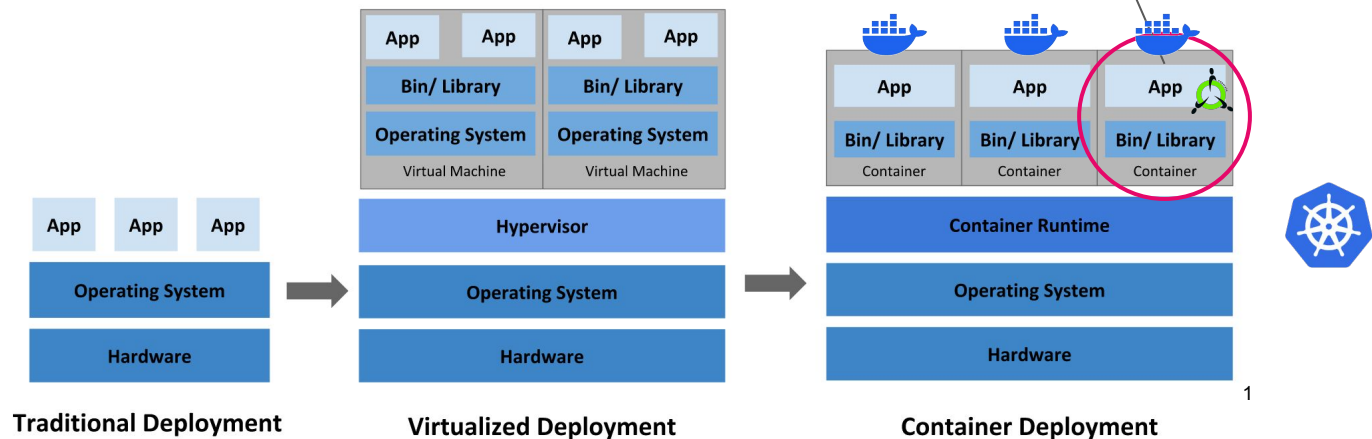 App App App
Operating System
Hardware
Traditional Deployment
App App App App
Bin/ Library Bin/ Library
Operating System Operating System
Virtual Machine Virtual Machine
Hypervisor
Operating System
Hardware
Virtualized Deployment
App App App
Bin/ Library Bin/ Library Bin/ Library
Container Container Container
Container Runtime
Operating System
Hardware
1
Container Deployment